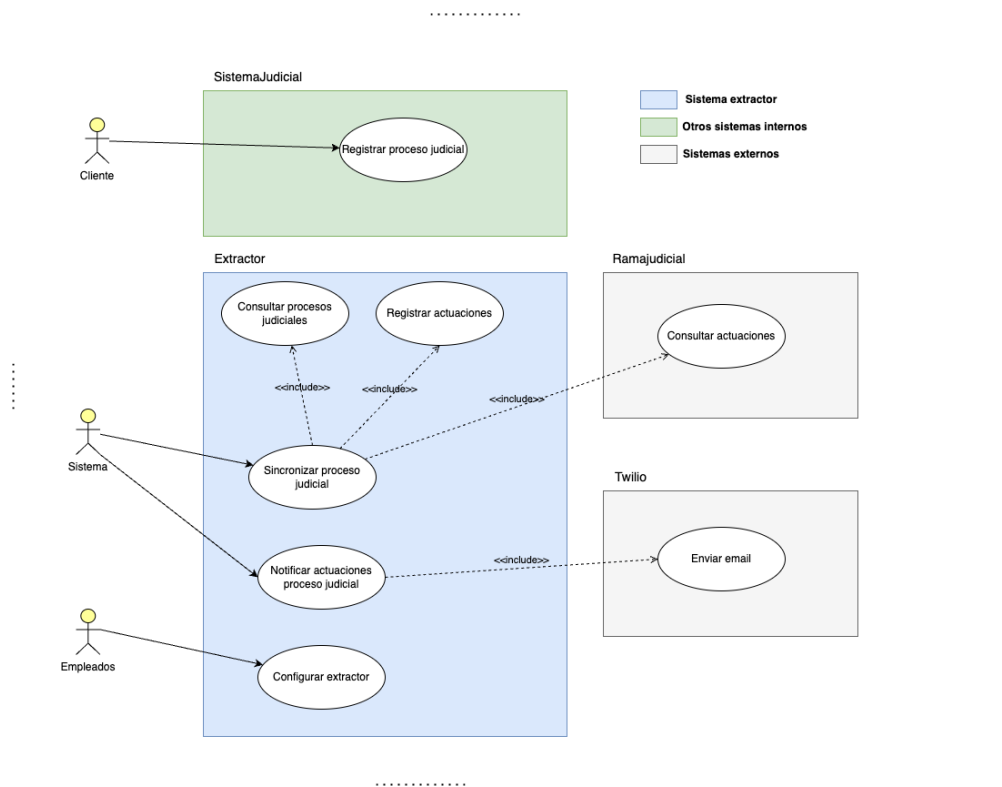 SistemaJudicial
Sistema extractor
Otros sistemas internos
Sistemas externos
Registrar proceso judicial
Cliente
Extractor
Ramajudicial
Consultar procesos
judiciales
Registrar actuaciones
Consultar actuaciones
<<include>>
<<include>>
<<include>>
Sistema
Sincronizar proceso
judicial
Twilio
Notificar actuaciones
proceso judicial
<<include>>
Enviar email
Empleados
Configurar extractor